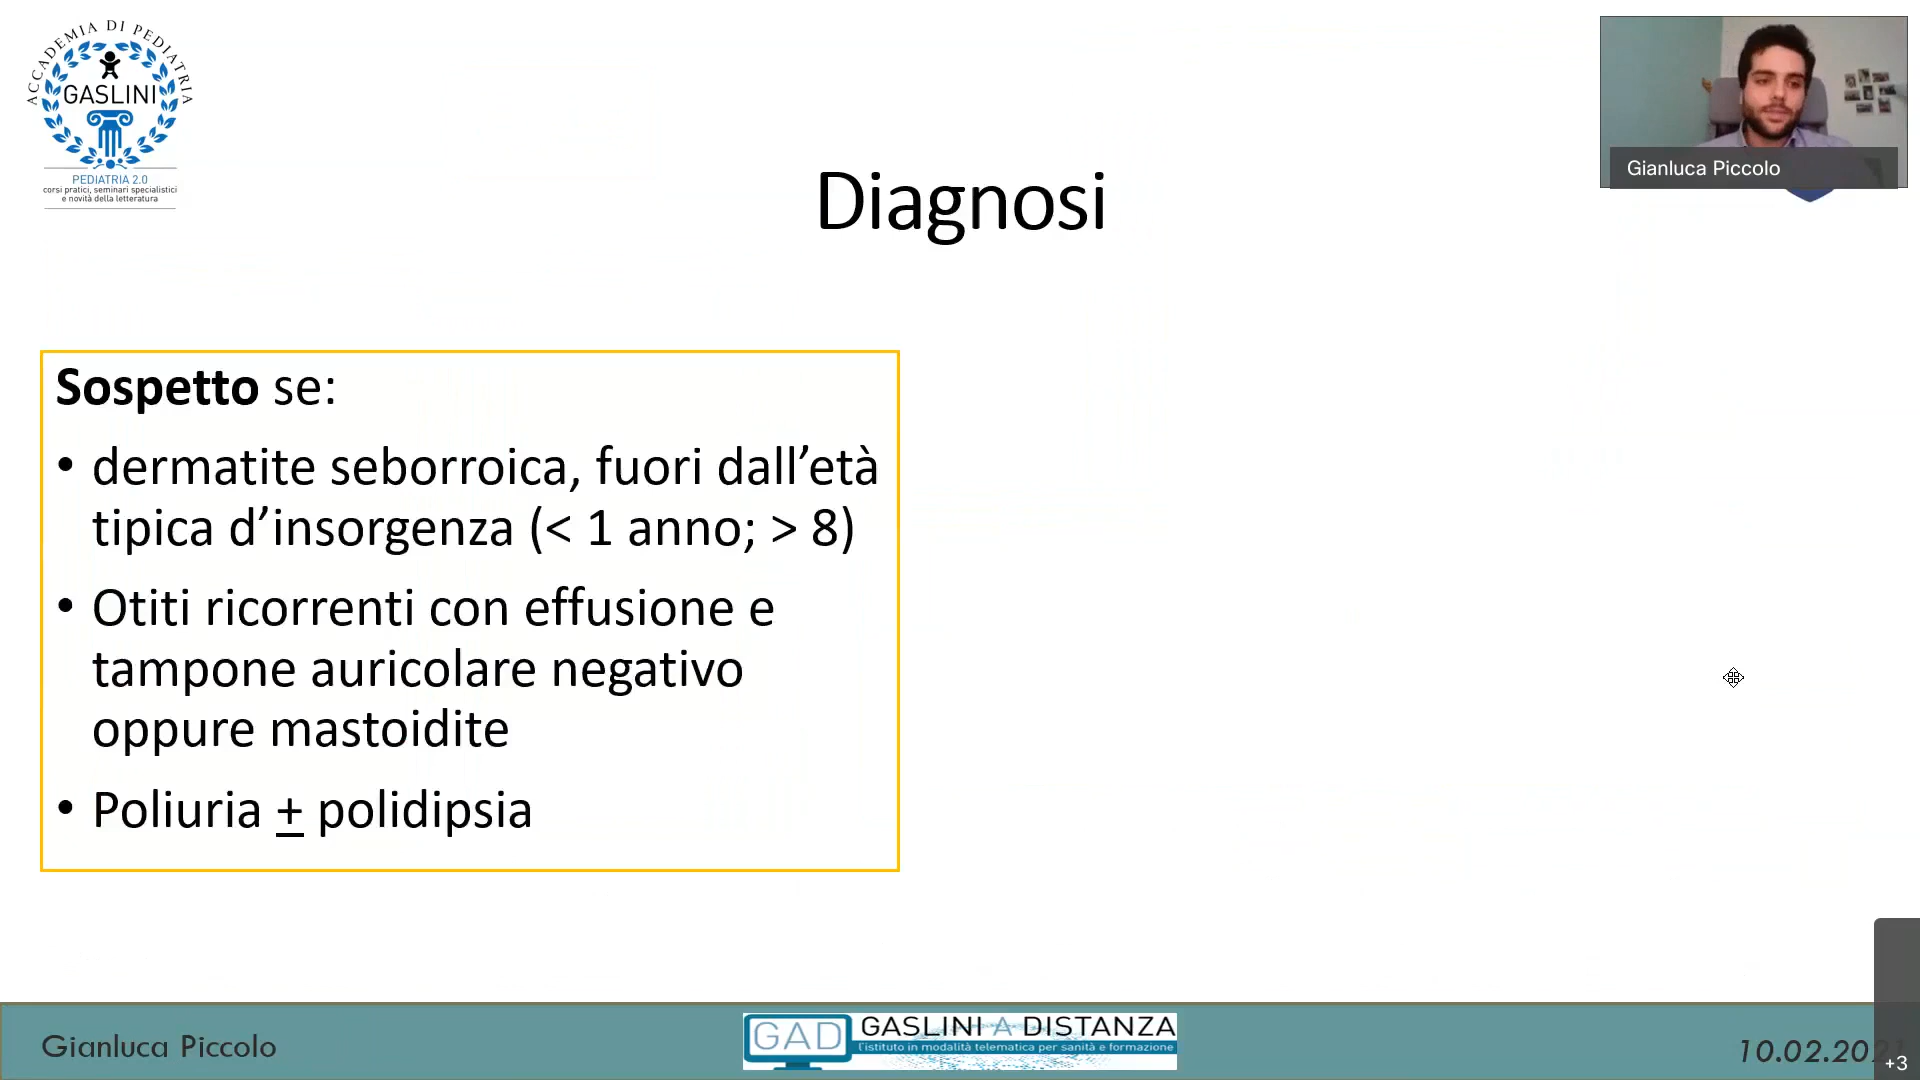 ACCADEMIA DI PEDIATRIA
GASLINI
PEDIATRIA 2.0
corsi pratici, seminari specialistici
e novità della letteratura
Gianluca Piccolo
Diagnosi
Sospetto se:
• dermatite seborroica, fuori dall’età
tipica d’insorgenza (< 1 anno; > 8)
• Otiti ricorrenti con effusione e
tampone auricolare negativo
oppure mastoidite
• Poliuria ± polidipsia
Gianluca Piccolo
GAD
GASLINI A DISTANZA
l'istituto in modalità telematica per sanità e formazione
10.02.202
+3